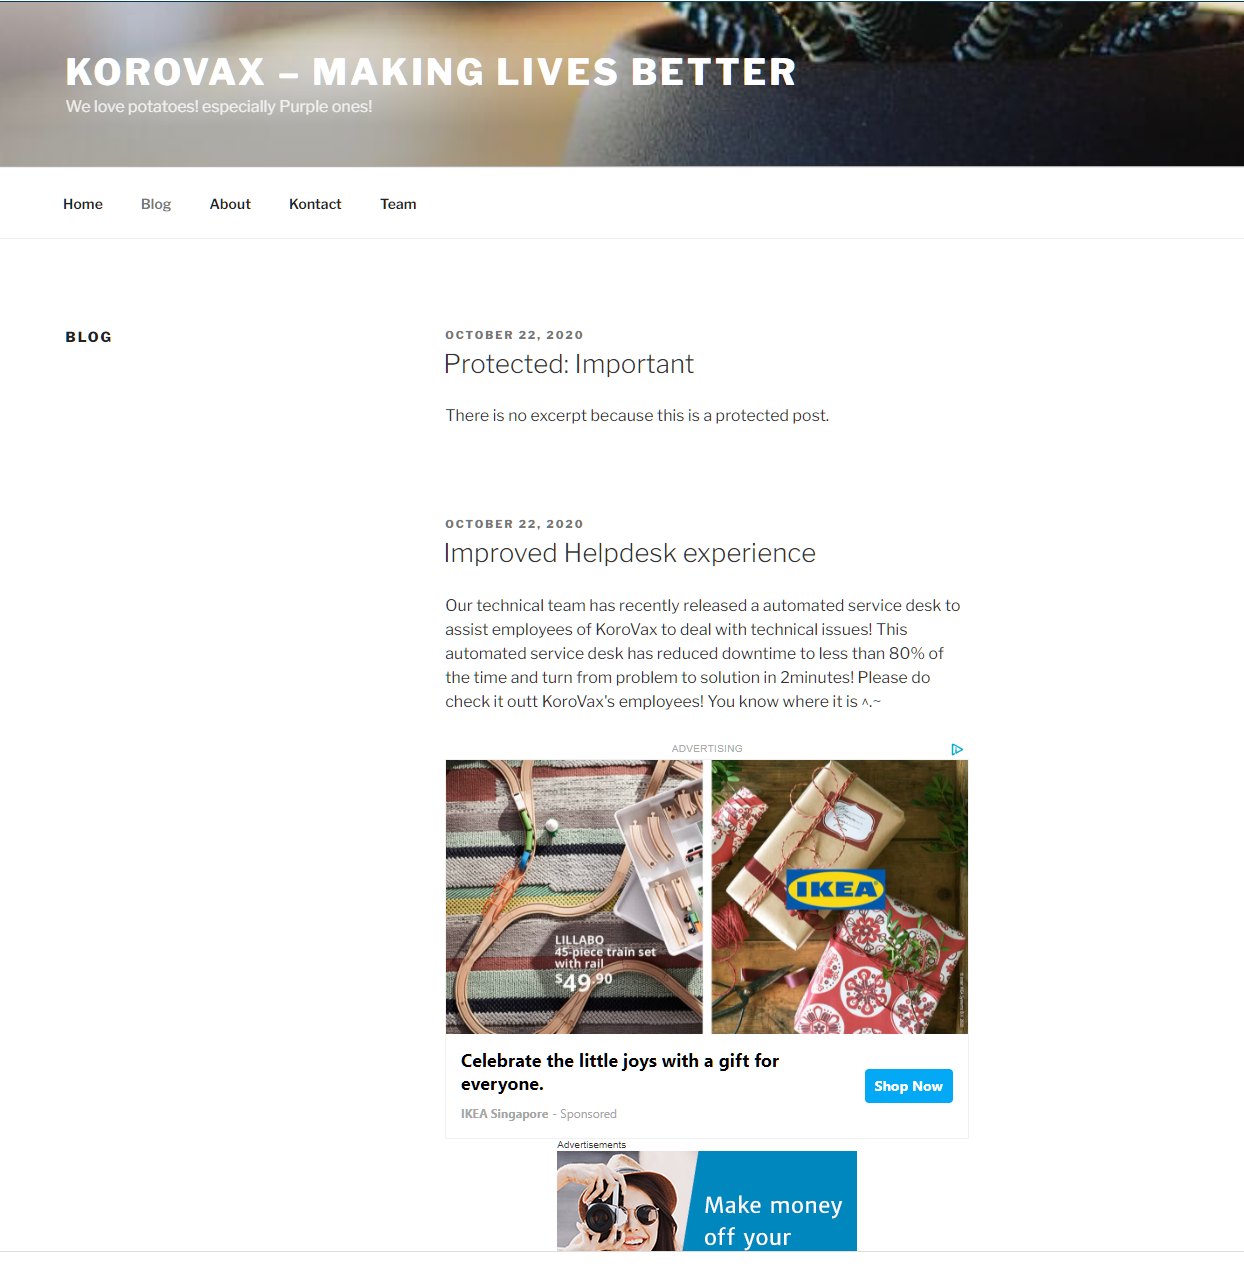 KOROVAX – MAKING LIVES BETTER
We love potatoes! especially Purple ones!
Home Blog About Kontact Team
BLOG
OCTOBER 22, 2020
Protected: Important
There is no excerpt because this is a protected post.
OCTOBER 22, 2020
Improved Helpdesk experience
Our technical team has recently released a automated service desk to
assist employees of KoroVax to deal with technical issues! This
automated service desk has reduced downtime to less than 80% of
the time and turn from problem to solution in 2minutes! Please do
check it outt KoroVax's employees! You know where it is ^.~
ADVERTISING
LILLABO
45-piece train set
with rail
$49.90
IKEA
Celebrate the little joys with a gift for
everyone.
Shop Now
IKEA Singapore - Sponsored
Advertisements
Make money
off your